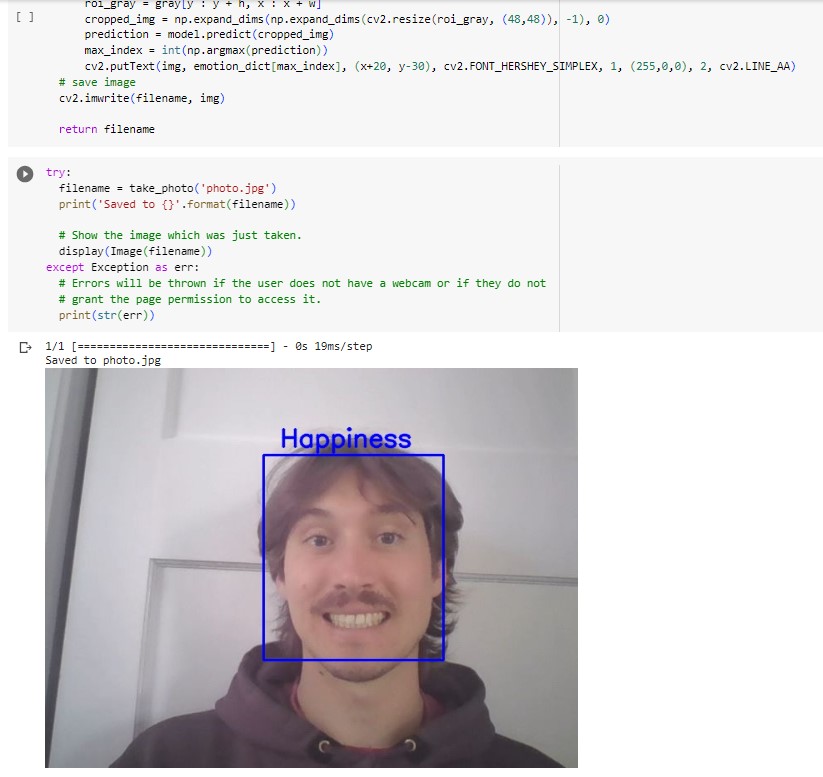 roi_gray = gray[y : y + h, x : x + w]
[ ] cropped_img = np.expand_dims(np.expand_dims(cv2.resize(roi_gray, (48,48)), -1), 0)
prediction = model.predict(cropped_img)
max_index = int(np.argmax(prediction))
cv2.putText(img, emotion_dict[max_index], (x+20, y-30), cv2.FONT_HERSHEY_SIMPLEX, 1, (255,0,0), 2, cv2.LINE_AA)
# save image
cv2.imwrite(filename, img)
return filename
try:
filename = take_photo('photo.jpg')
print('Saved to {}'.format(filename))
# Show the image which was just taken.
display(Image(filename))
except Exception as err:
# Errors will be thrown if the user does not have a webcam or if they do not
# grant the page permission to access it.
print(str(err))
1/1 [==============================] - 0s 19ms/step
Saved to photo.jpg
Happiness